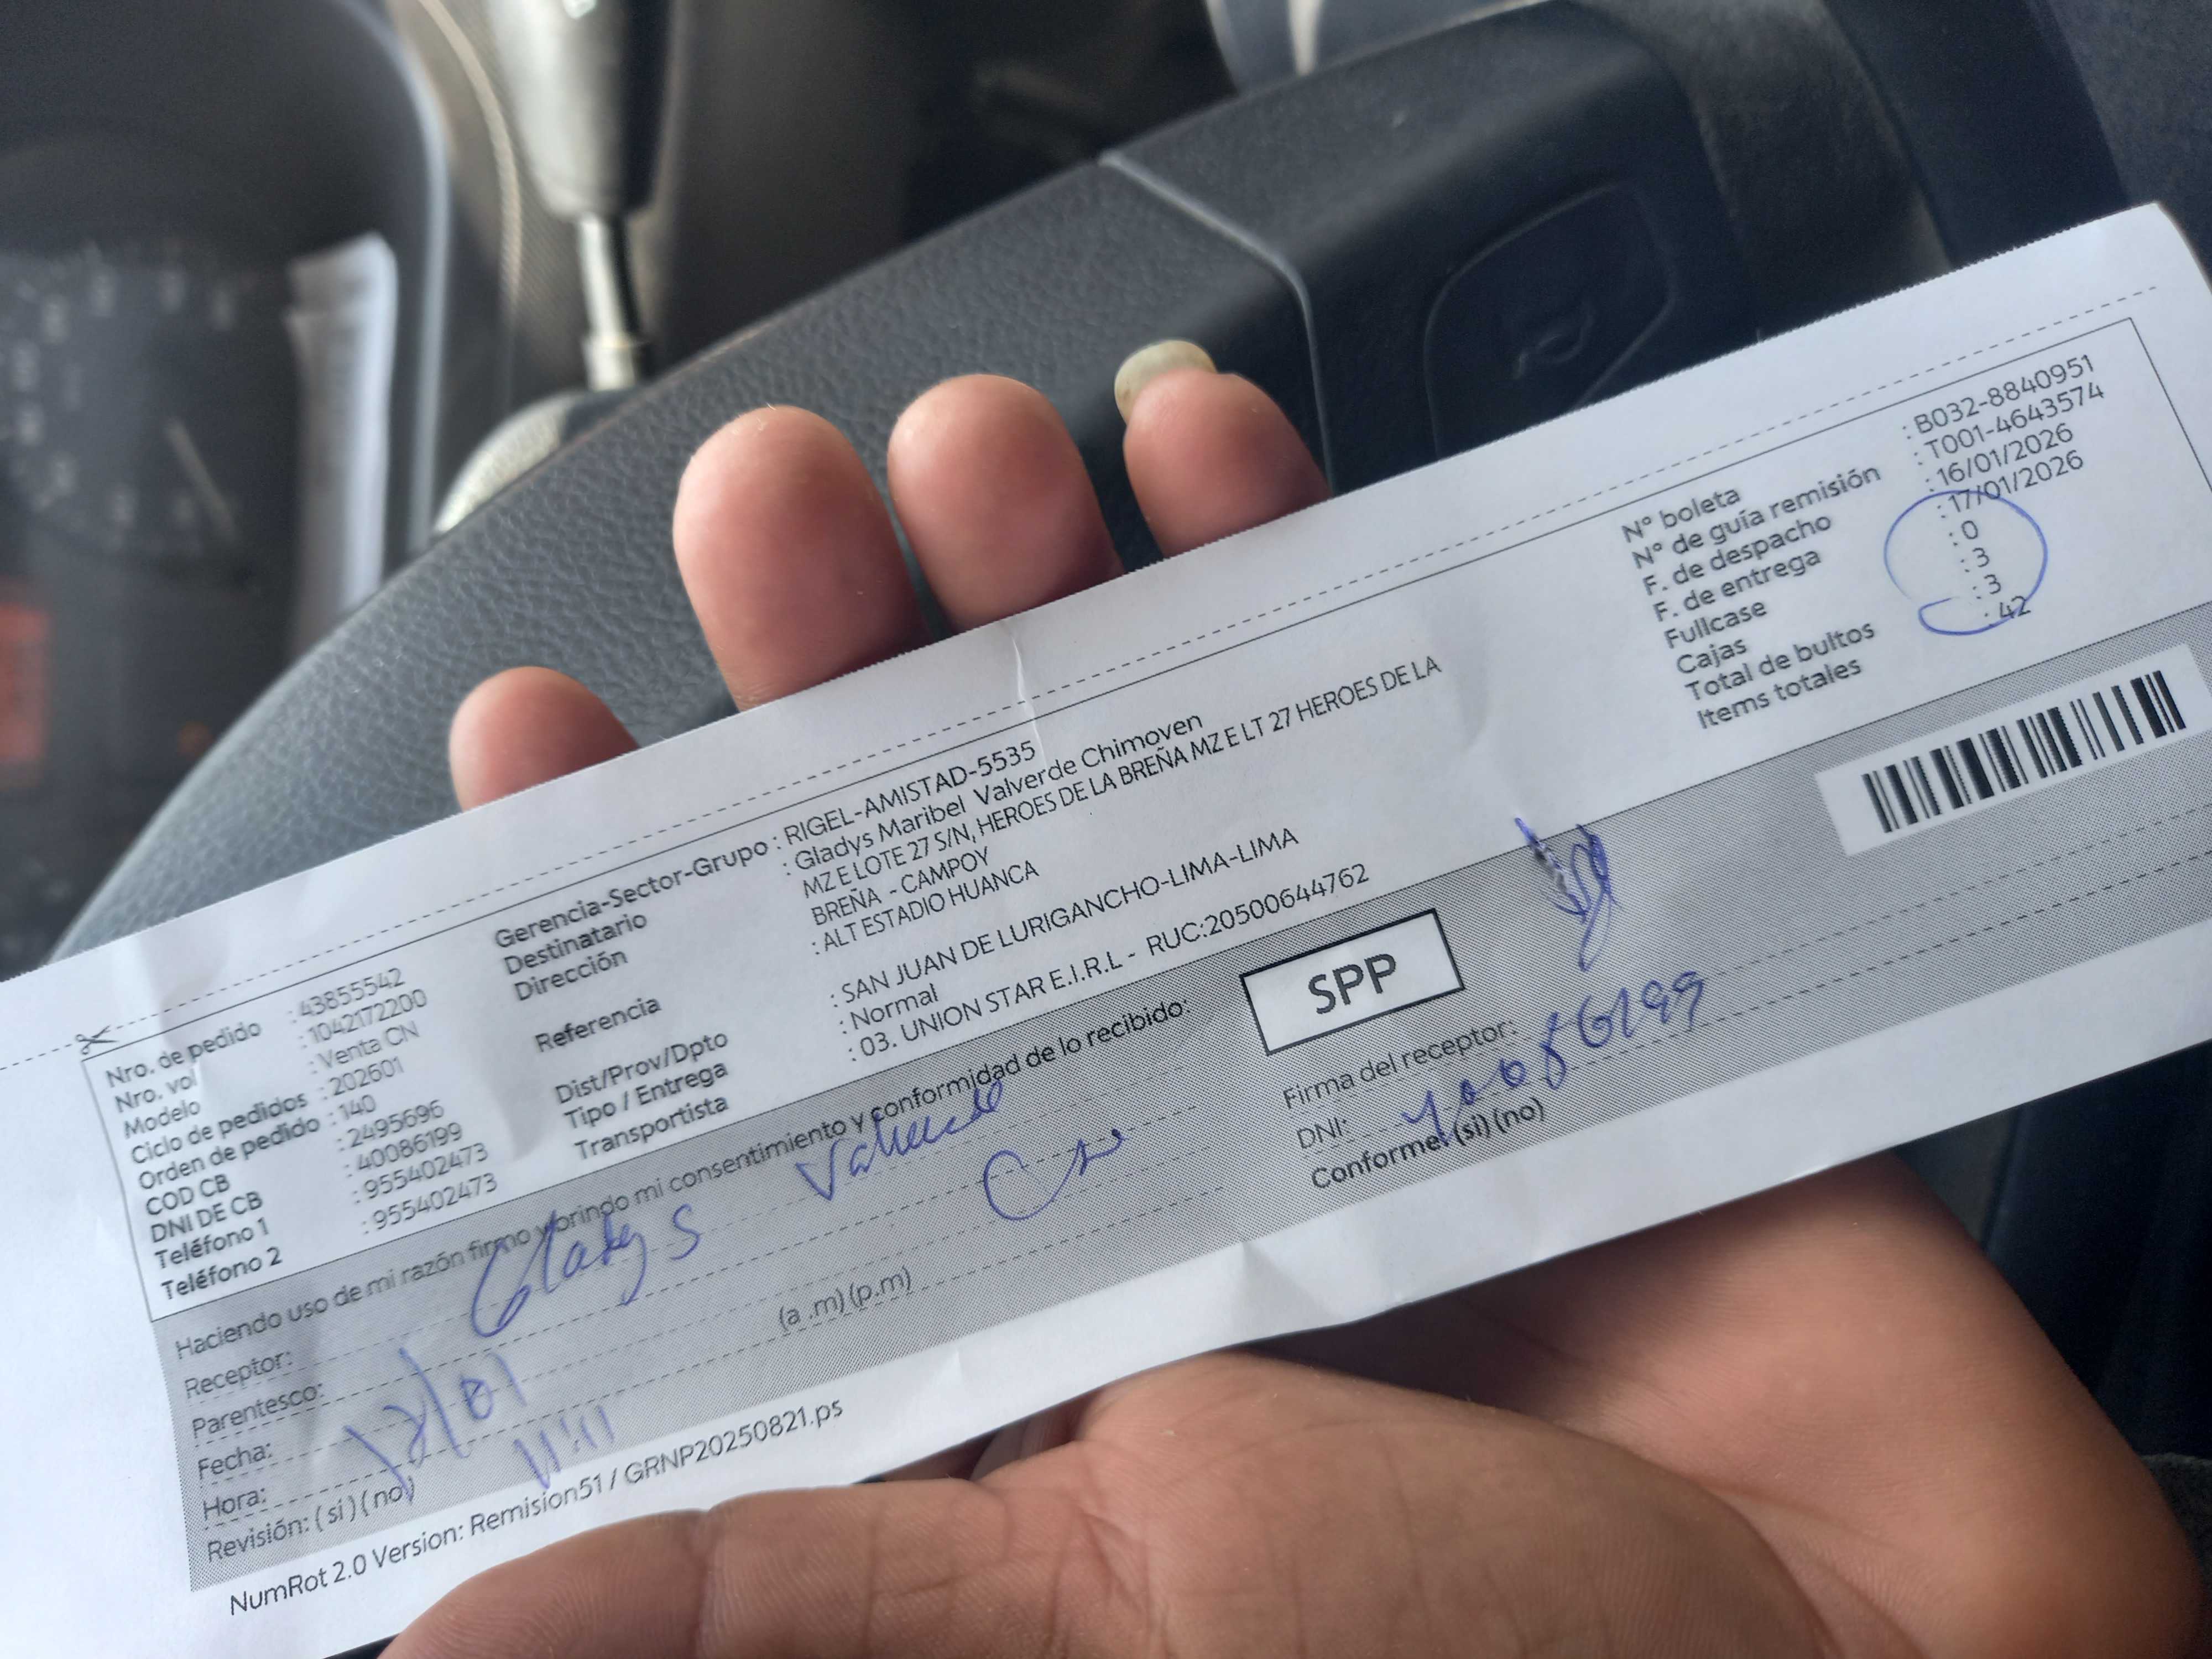 Nro. de pedido : 43855542
Nro. vol : 1042172200
Modelo : Venta CN
Ciclo de pedidos : 202601
Orden de pedido : 140
COD CB : 2495696
DNI DE CB : 40086199
Teléfono 1 : 955402473
Teléfono 2 : 955402473
Gerencia-Sector-Grupo : RIGEL-AMISTAD-5535
Destinatario : Gladys Maribel Valverde Chimoven
Dirección MZ E LOTE 27 S/N, HEROES DE LA BREÑA MZ E LT 27 HEROES DE LA
BREÑA - CAMPOY
Referencia : ALT ESTADIO HUANCA
Dist/Prov/Dpto : SAN JUAN DE LURIGANCHO-LIMA-LIMA
Tipo / Entrega : Normal
Transportista : 03. UNION STAR E.I.R.L - RUC:20500644762
N° boleta : B032-8840951
N° de guía remisión : T001-4643574
F. de despacho : 16/01/2026
F. de entrega : 17/01/2026
Fullcase : 0
Cajas : 3
Total de bultos : 3
Items totales : 42
Haciendo uso de mi razón firmo y brindo mi consentimiento y conformidad de lo recibido:
SPP
Receptor: Gladys Valverde
Parentesco:
Fecha:
Hora: (a .m) (p.m)
Revisión: ( si ) ( no)
Firma del receptor:
DNI: 40086199
Conforme: (si) (no)
NumRot 2.0 Version: Remision51 / GRNP20250821.ps